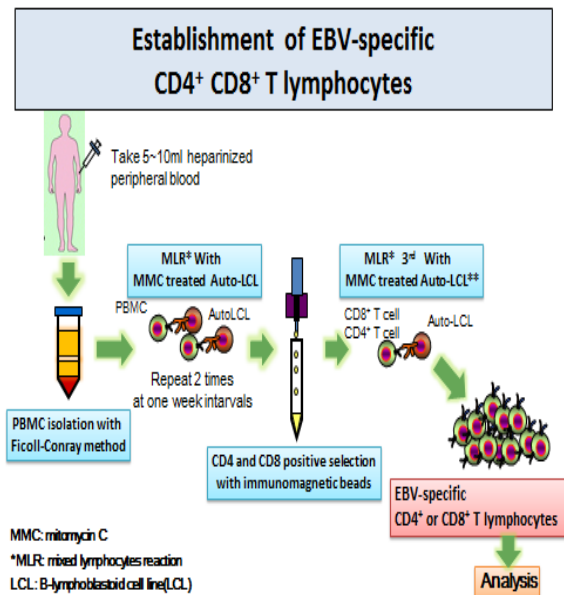 Establishment of EBV-specific
CD4⁺ CD8⁺ T lymphocytes
Take 5~10ml heparinized
peripheral blood
MLR* With
MMC treated Auto-LCL
PBMC
AutoLCL
Repeat 2 times
at one week intarvals
MLR* 3rd With
MMC treated Auto-LCL**
CD8⁺ T cell
CD4⁺ T cell
Auto-LCL
PBMC isolation with
Ficoll-Conray method
CD4 and CD8 positive selection
with immunomagnetic beads
EBV-specific
CD4⁺ or CD8⁺ T lymphocytes
Analysis
MMC: mitomycin C
*MLR: mixed lymphocytes reaction
LCL: B-lymphoblastoid cell line(LCL)